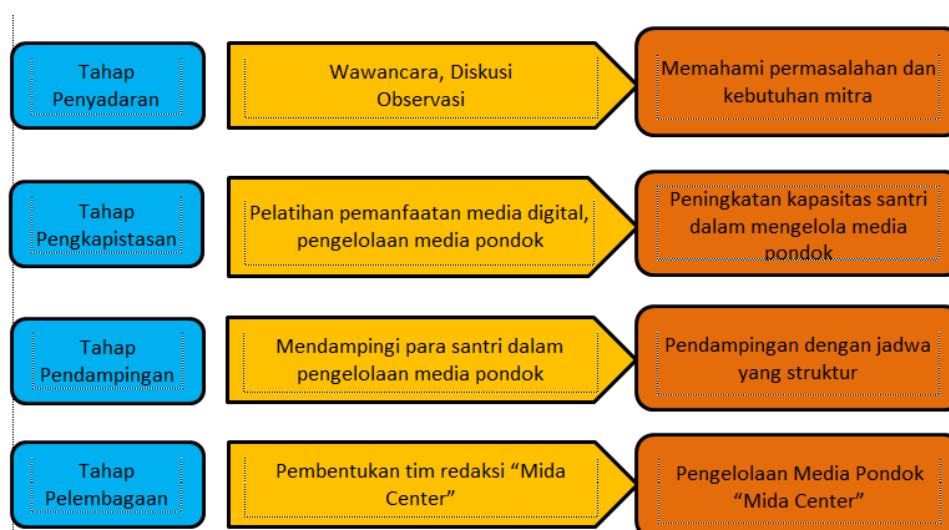 Tahap
Penyadaran
Wawancara, Diskusi
Observasi
Memahami permasalahan dan
kebutuhan mitra
Tahap
Pengkapistasan
Pelatihan pemanfaatan media digital,
pengelolaan media pondok
Peningkatan kapasitas santri
dalam mengelola media
pondok
Tahap
Pendampingan
Mendampingi para santri dalam
pengelolaan media pondok
Pendampingan dengan jadwa
yang struktur
Tahap
Pelembagaan
Pembentukan tim redaksi “Mida
Center”
Pengelolaan Media Pondok
“Mida Center”